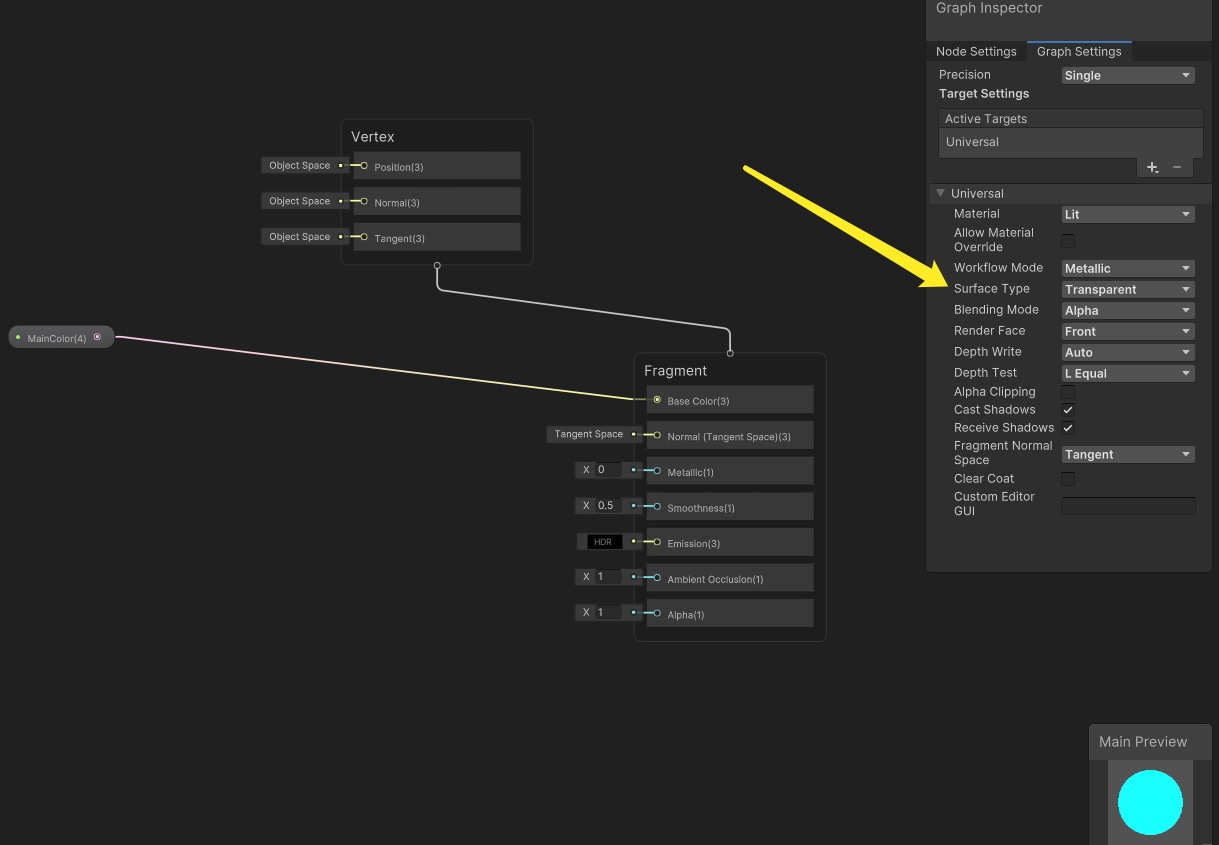 Graph Inspector
Node Settings Graph Settings
Precision Single
Target Settings
Active Targets
Universal
+ −
Universal
Material Lit
Allow Material
Override
Workflow Mode Metallic
Surface Type Transparent
Blending Mode Alpha
Render Face Front
Depth Write Auto
Depth Test L Equal
Alpha Clipping
Cast Shadows
Receive Shadows
Fragment Normal
Space Tangent
Clear Coat
Custom Editor
GUI
Vertex
Object Space Position(3)
Object Space Normal(3)
Object Space Tangent(3)
MainColor(4)
Fragment
Base Color(3)
Tangent Space Normal (Tangent Space)(3)
X 0 Metallic(1)
X 0.5 Smoothness(1)
HDR Emission(3)
X 1 Ambient Occlusion(1)
X 1 Alpha(1)
Main Preview